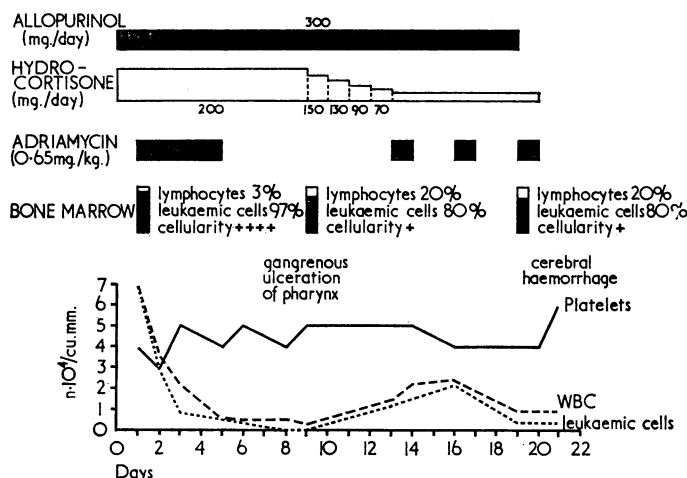 ALLOPURINOL
(mg./day)
300
HYDRO-
CORTISONE
(mg./day)
200
150 130 90 70
ADRIAMYCIN
(0·65mg./kg.)
BONE MARROW
lymphocytes 3%
leukaemic cells 97%
cellularity ++++
lymphocytes 20%
leukaemic cells 80%
cellularity +
lymphocytes 20%
leukaemic cells 80%
cellularity +
gangrenous
ulceration
of pharynx
cerebral
haemorrhage
Platelets
WBC
leukaemic cells
n·10⁴/cu.mm.
7
6
5
4
3
2
1
0
0 2 4 6 8 10 12 14 16 18 20 22
Days